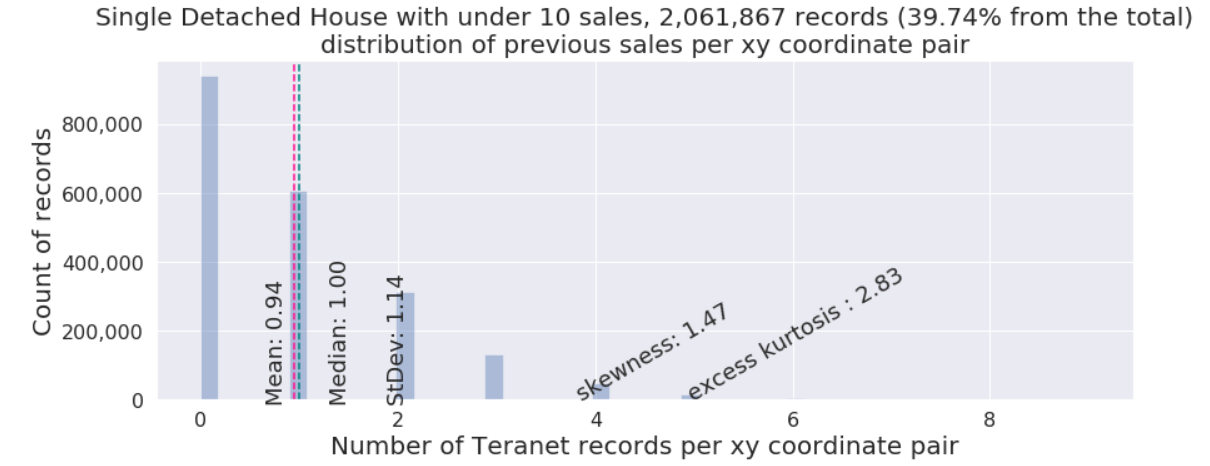 Single Detached House with under 10 sales, 2,061,867 records (39.74% from the total)
distribution of previous sales per xy coordinate pair
Count of records
800,000
600,000
400,000
200,000
0
Mean: 0.94
Median: 1.00
StDev: 1.14
skewness: 1.47
excess kurtosis : 2.83
0 2 4 6 8
Number of Teranet records per xy coordinate pair